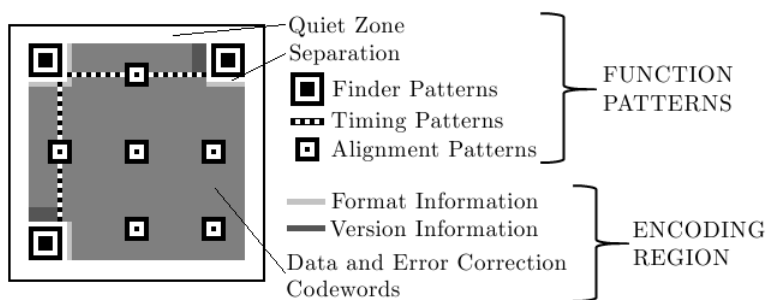 Quiet Zone
Separation
Finder Patterns
Timing Patterns
Alignment Patterns
FUNCTION
PATTERNS
Format Information
Version Information
Data and Error Correction
Codewords
ENCODING
REGION